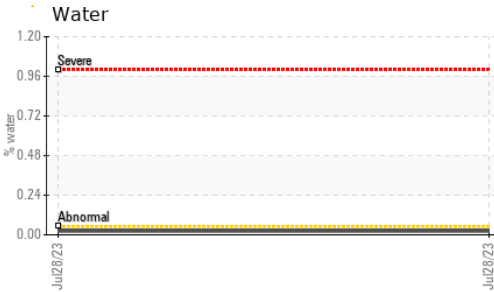 Water
1.20
Severe
0.96
0.72
% water
0.48
0.24
Abnormal
0.00
Jul28/23
Jul28/23